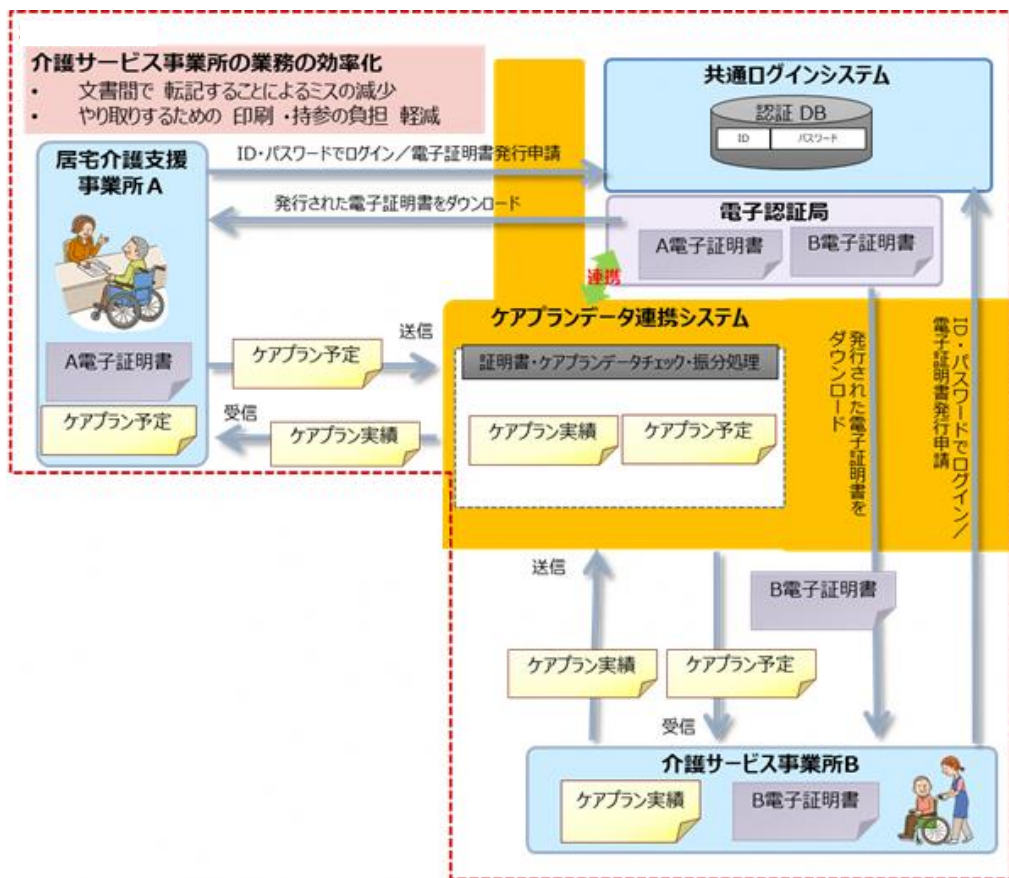 介護サービス事業所の業務の効率化
• 文書間で 転記することによるミスの減少
• やり取りするための 印刷 ・持参の負担 軽減
共通ログインシステム
認証 DB
ID
パスワード
居宅介護支援
事業所A
ID・パスワードでログイン／電子証明書発行申請
発行された電子証明書をダウンロード
電子認証局
A電子証明書
B電子証明書
連携
ケアプランデータ連携システム
証明書・ケアプランデータチェック・振分処理
ケアプラン実績
ケアプラン予定
A電子証明書
ケアプラン予定
ケアプラン予定
送信
受信
ケアプラン実績
発行された電子証明書を
ダウンロード
ID・パスワードでログイン／
電子証明書発行申請
送信
B電子証明書
ケアプラン実績
ケアプラン予定
受信
介護サービス事業所B
ケアプラン実績
B電子証明書